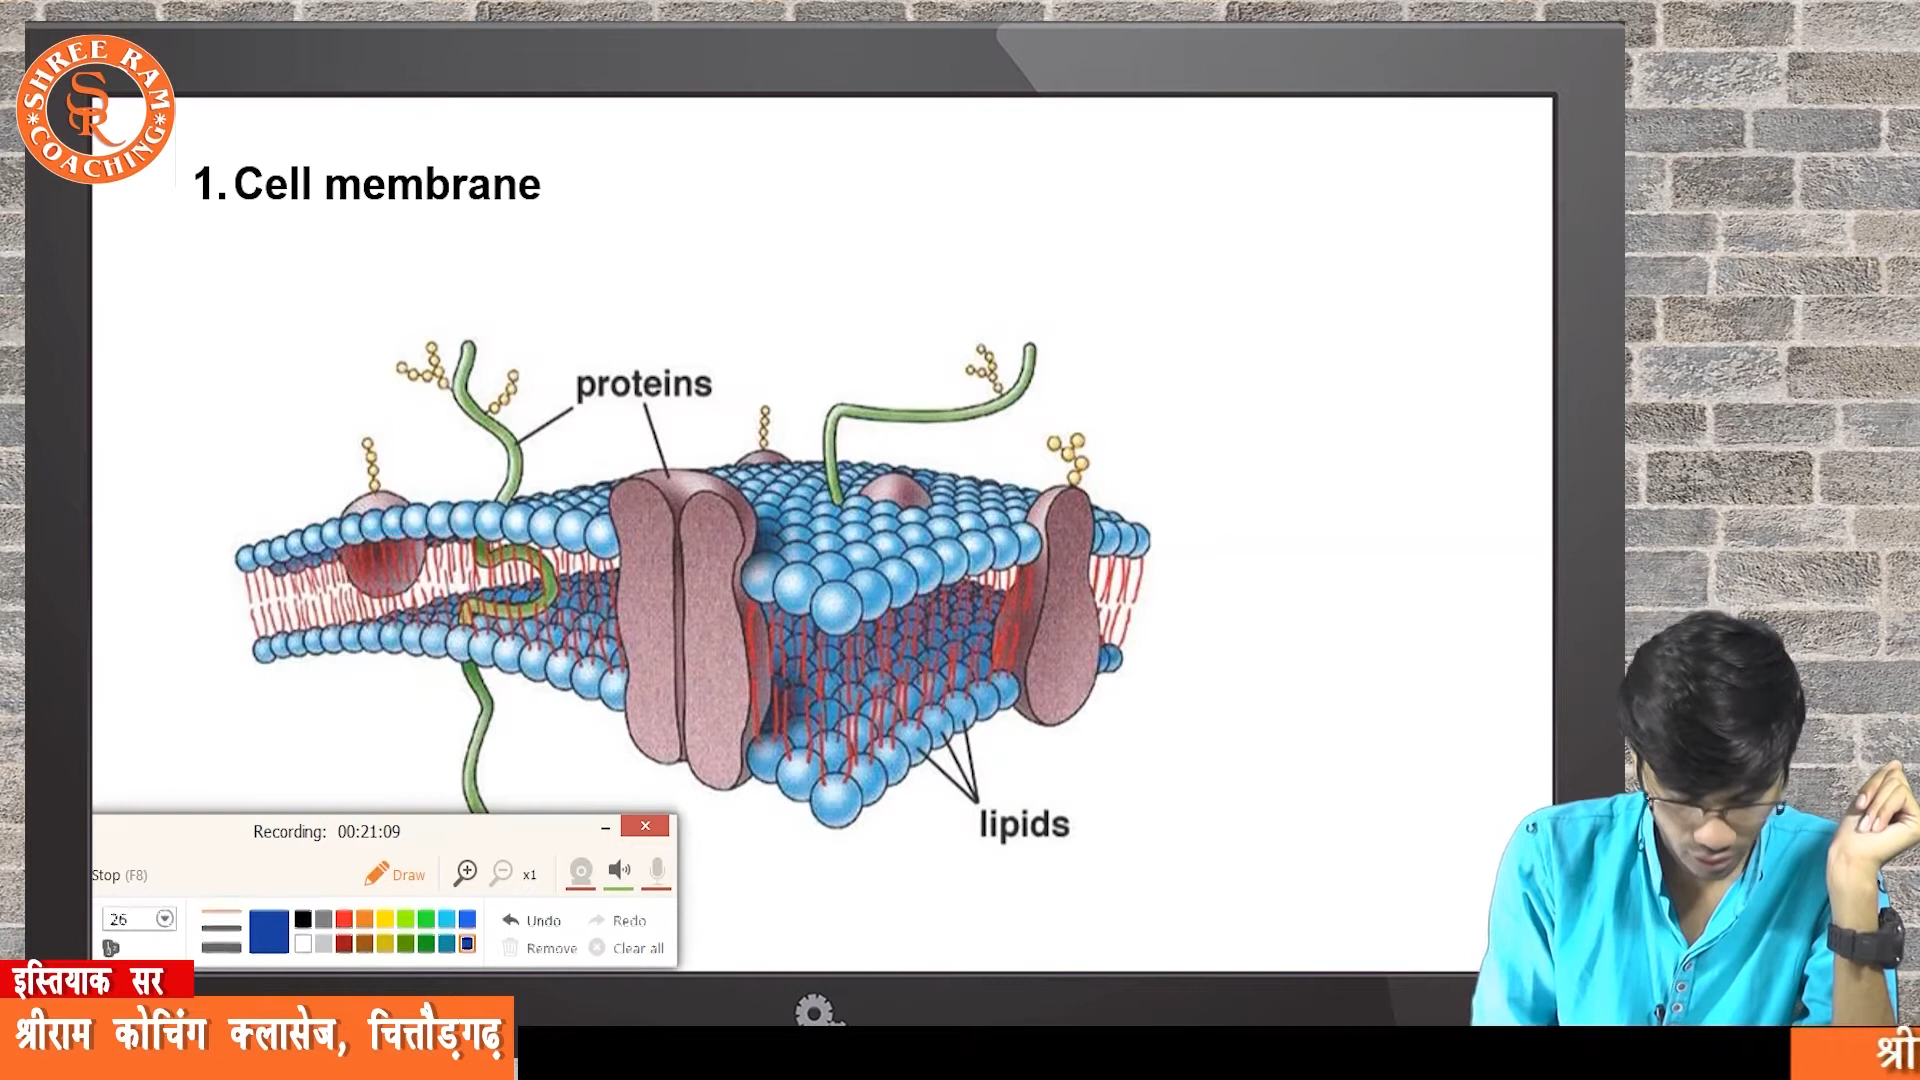 SHREE RAM
COACHING
SR
1. Cell membrane
proteins
lipids
Recording: 00:21:09
Stop (F8)
Draw
x1
26
Undo
Redo
Remove
Clear all
इस्तियाक सर
श्रीराम कोचिंग क्लासेज, चित्तौड़गढ़
श्री